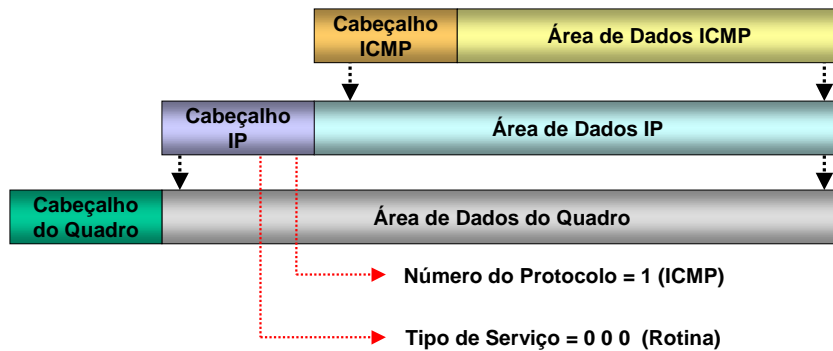 Cabeçalho
ICMP
Área de Dados ICMP
Cabeçalho
IP
Área de Dados IP
Cabeçalho
do Quadro
Área de Dados do Quadro
Número do Protocolo = 1 (ICMP)
Tipo de Serviço = 0 0 0 (Rotina)